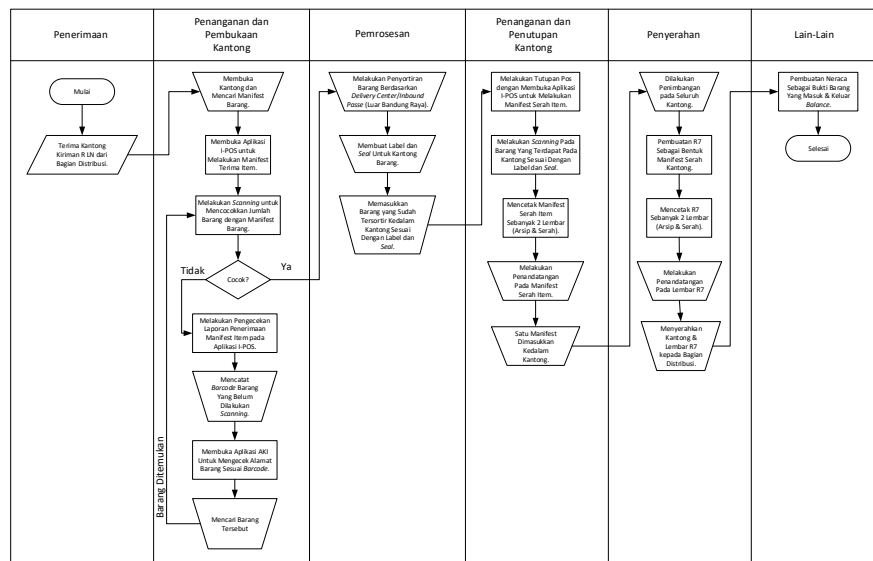 Penerimaan
Penanganan dan
Pembukaan
Kantong
Pemrosesan
Penanganan dan
Penutupan
Kantong
Penyerahan
Lain-Lain
Mulai
Terima Kantong
Kiriman R LN dari
Bagian Distribusi.
Membuka
Kantong dan
Mencari Manifest
Barang.
Membuka Aplikasi
I-POS untuk
Melakukan Manifest
Terima Item.
Melakukan Scanning untuk
Mencocokkan Jumlah
Barang dengan Manifest
Barang.
Tidak
Cocok?
Ya
Melakukan Pengecekan
Laporan Penerimaan
Manifest Item pada
Aplikasi I-POS.
Mencatat
Barcode Barang
Yang Belum
Dilakukan
Scanning.
Membuka Aplikasi AKI
Untuk Mengecek Alamat
Barang Sesuai Barcode.
Mencari Barang
Tersebut
Barang Ditemukan
Melakukan Penyortiran
Barang Berdasarkan
Delivery Center/Inbound
Passe (Luar Bandung Raya).
Membuat Label dan
Seal Untuk Kantong
Barang.
Memasukkan
Barang yang Sudah
Tersortir Kedalam
Kantong Sesuai
Dengan Label dan
Seal.
Melakukan Tutupan Pos
dengan Membuka Aplikasi
I-POS untuk Melakukan
Manifest Serah Item.
Melakukan Scanning Pada
Barang Yang Terdapat Pada
Kantong Sesuai Dengan
Label dan Seal.
Mencetak Manifest
Serah Item
Sebanyak 2 Lembar
(Arsip & Serah).
Melakukan
Penandatangan
Pada Manifest
Serah Item.
Satu Manifest
Dimasukkan
Kedalam
Kantong.
Dilakukan
Penimbangan
pada Seluruh
Kantong.
Pembuatan R7
Sebagai Bentuk
Manifest Serah
Kantong.
Mencetak R7
Sebanyak 2 Lembar
(Arsip & Serah).
Melakukan
Penandatangan
Pada Lembar R7
Menyerahkan
Kantong &
Lembar R7
kepada Bagian
Distribusi.
Pembuatan Neraca
Sebagai Bukti Barang
Yang Masuk & Keluar
Balance.
Selesai